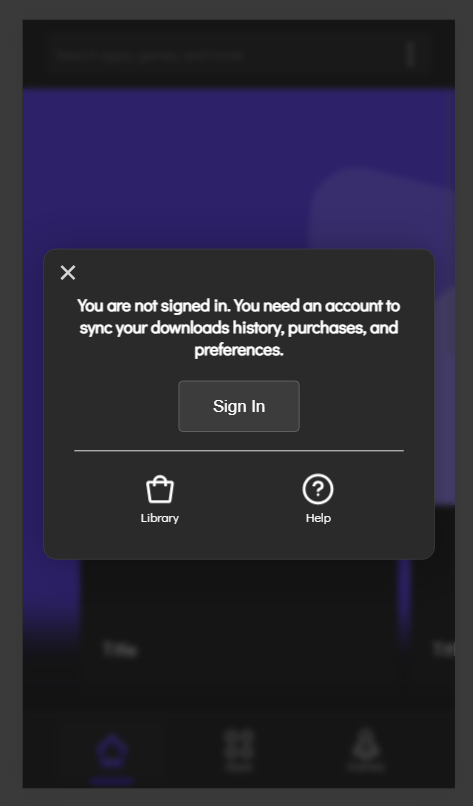 You are not signed in. You need an account to
sync your downloads history, purchases, and
preferences.
Sign In
Library
Help
Title